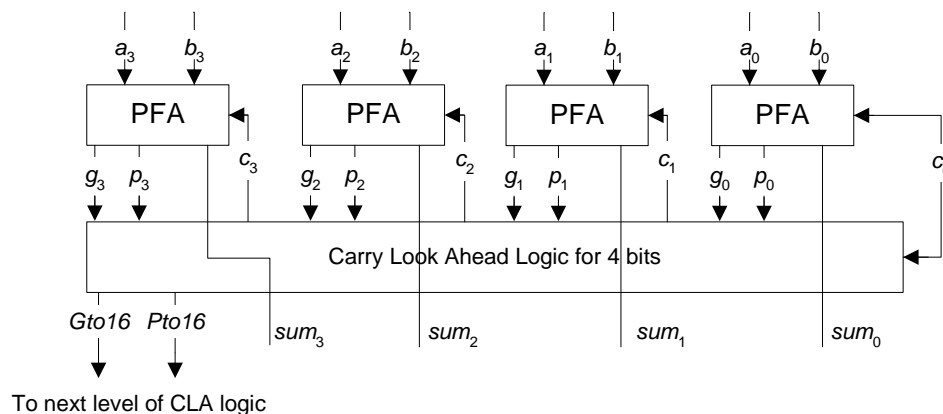 a3 b3 a2 b2 a1 b1 a0 b0
PFA PFA PFA PFA
c3 c2 c1 c
g3 p3 g2 p2 g1 p1 g0 p0
Carry Look Ahead Logic for 4 bits
Gto16 Pto16 sum3 sum2 sum1 sum0
To next level of CLA logic